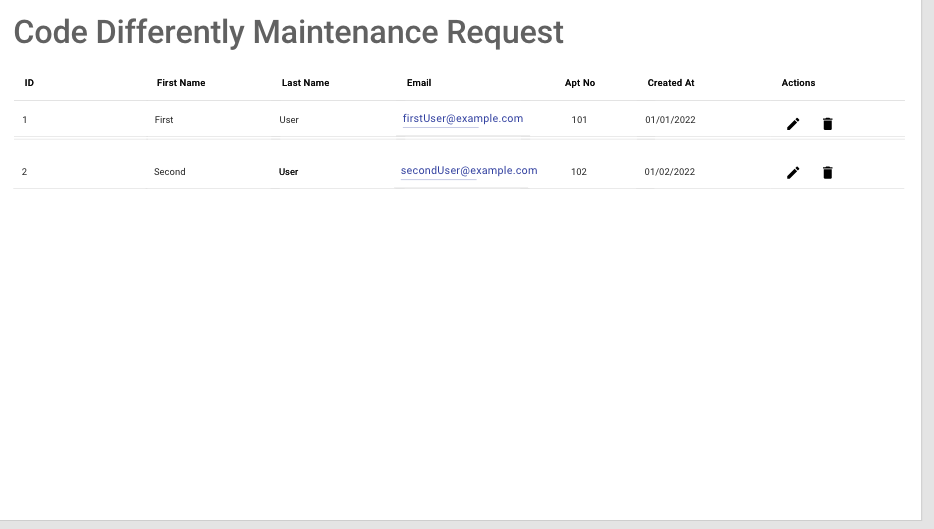 Code Differently Maintenance Request
ID First Name Last Name Email Apt No Created At Actions
1 First User firstUser@example.com 101 01/01/2022
2 Second User secondUser@example.com 102 01/02/2022